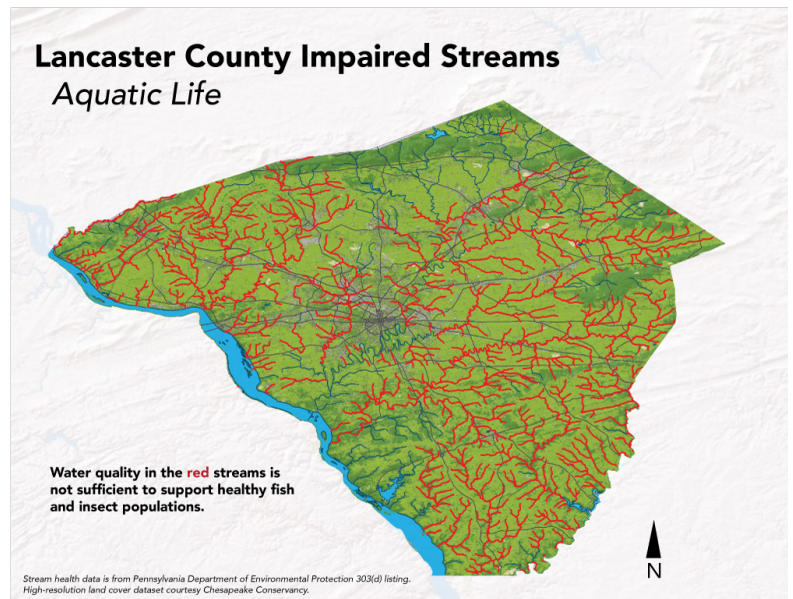 Lancaster County Impaired Streams
Aquatic Life
Water quality in the red streams is
not sufficient to support healthy fish
and insect populations.
N
Stream health data is from Pennsylvania Department of Environmental Protection 303(d) listing.
High-resolution land cover dataset courtesy Chesapeake Conservancy.